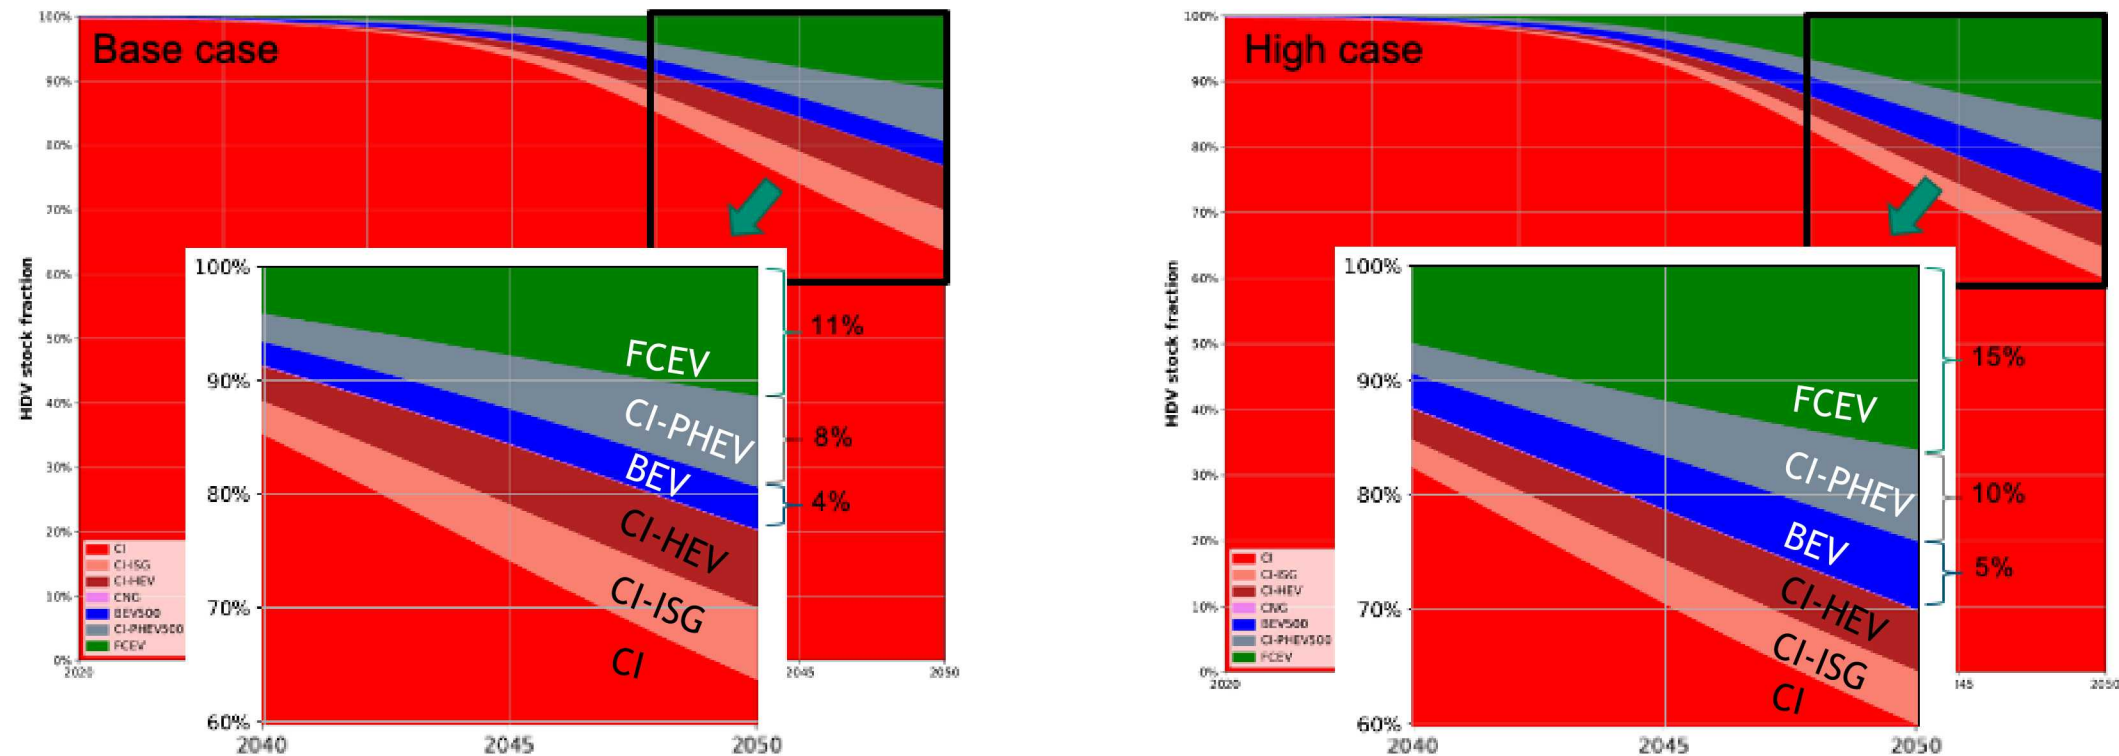 Base case
100%
90%
80%
70%
60%
50%
40%
30%
20%
10%
0%
HDV stock fraction
2020
2045
2050
CI
CI-ISG
CI-HEV
CNG
BEV500
CI-PHEV500
FCEV
100%
90%
80%
70%
60%
2040
2045
2050
FCEV
CI-PHEV
BEV
CI-HEV
CI-ISG
CI
11%
8%
4%
High case
100%
90%
80%
70%
60%
50%
40%
30%
20%
10%
0%
HDV stock fraction
2020
45
2050
CI
CI-ISG
CI-HEV
CNG
BEV500
CI-PHEV500
FCEV
100%
90%
80%
70%
60%
2040
2045
2050
FCEV
CI-PHEV
BEV
CI-HEV
CI-ISG
CI
15%
10%
5%